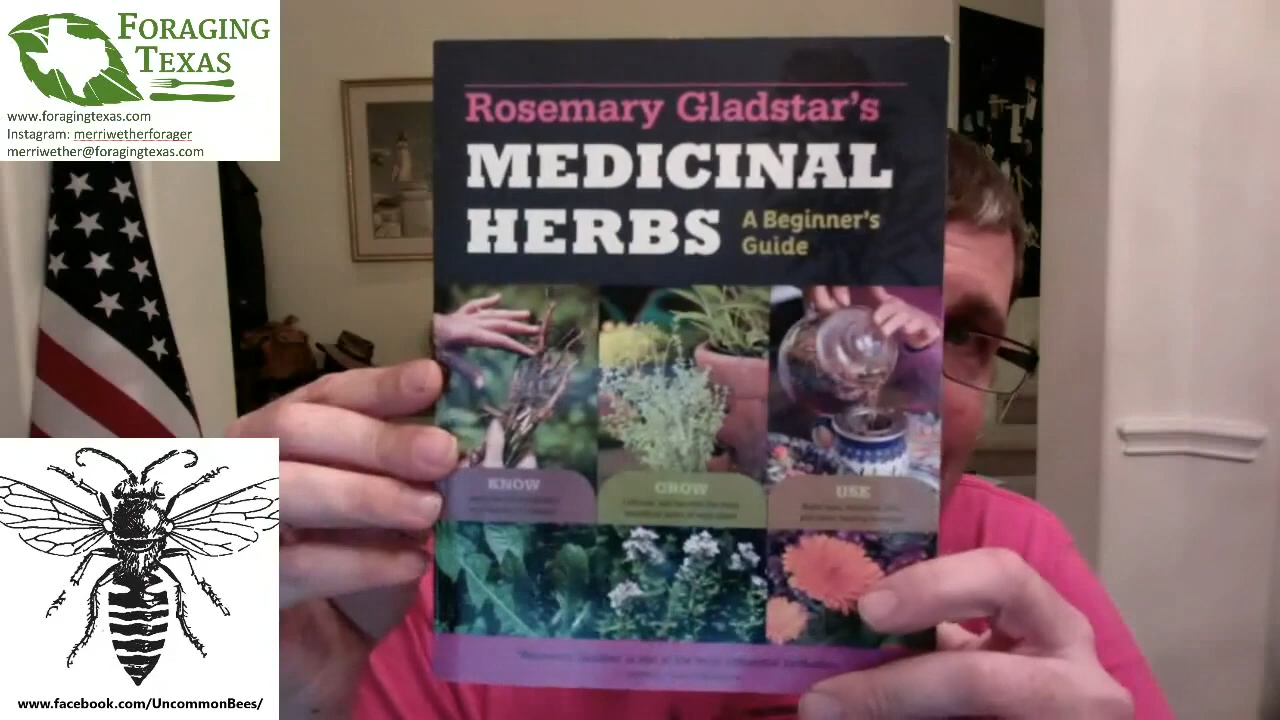 FORAGING
TEXAS
www.foragingtexas.com
Instagram: merriwetherforager
merriwether@foragingtexas.com
Rosemary Gladstar's
MEDICINAL
HERBS
A Beginner's
Guide
KNOW
GROW
USE
www.facebook.com/UncommonBees/